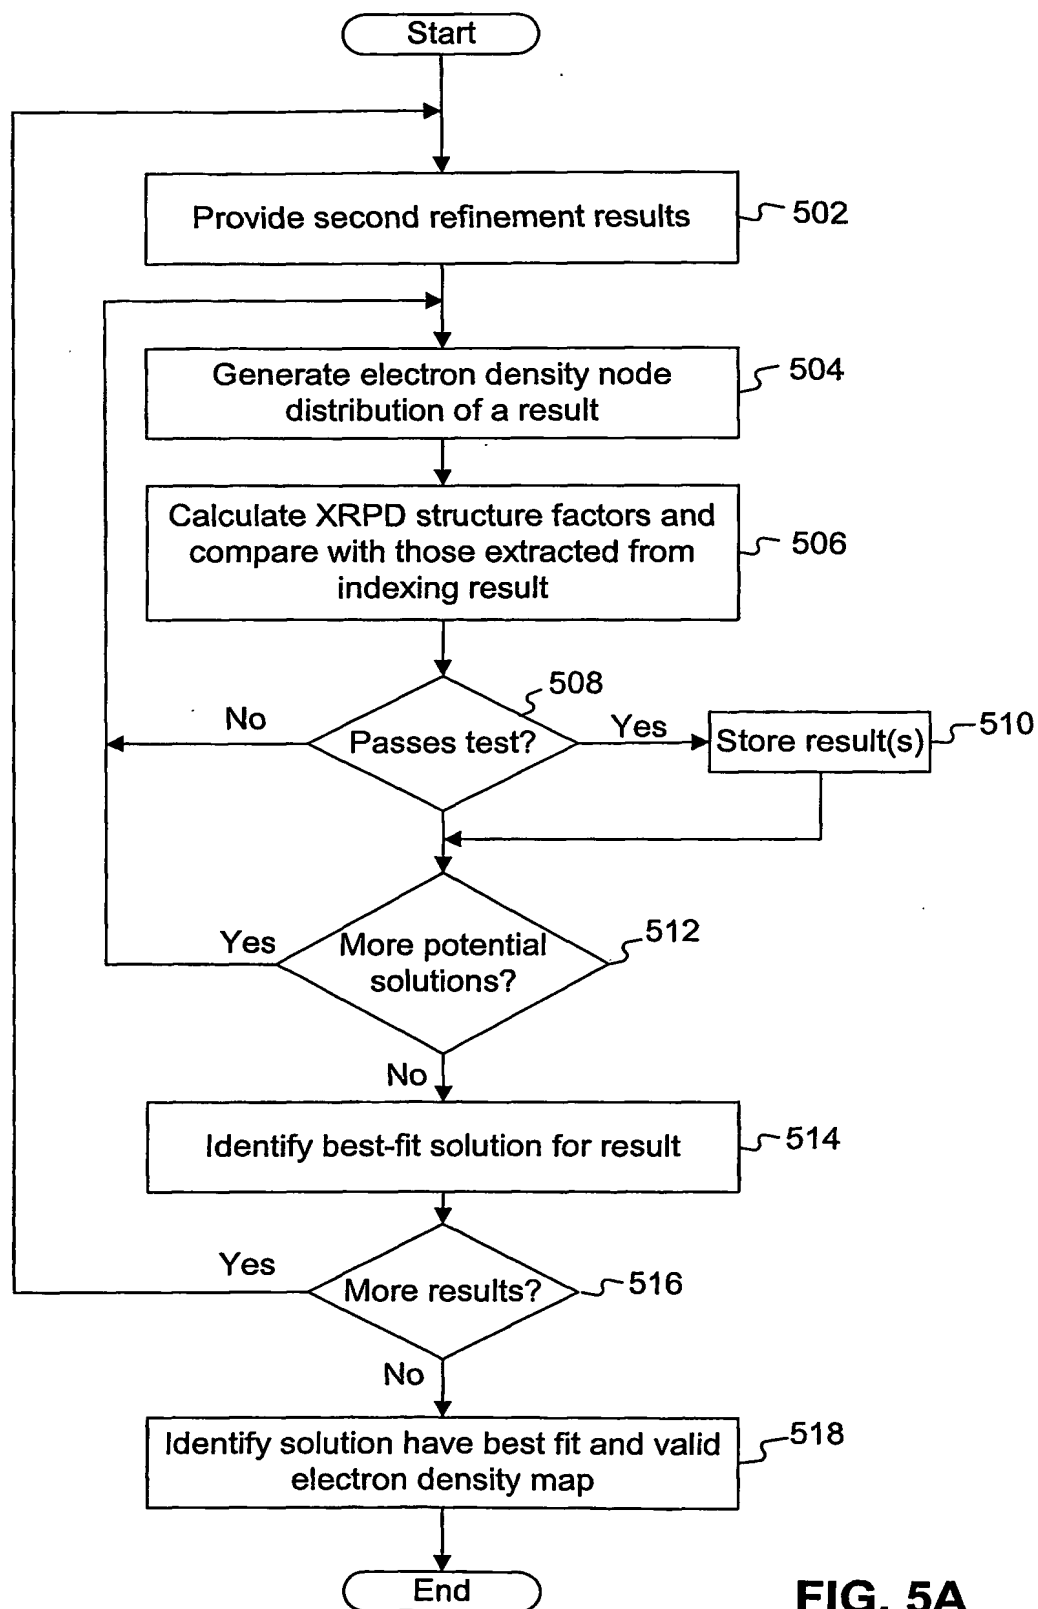 Start
Provide second refinement results
502
Generate electron density node
distribution of a result
504
Calculate XRPD structure factors and
compare with those extracted from
indexing result
506
508
No
Passes test?
Yes
Store result(s)
510
Yes
More potential
solutions?
512
No
Identify best-fit solution for result
514
Yes
More results?
516
No
Identify solution have best fit and valid
electron density map
518
End
FIG. 5A